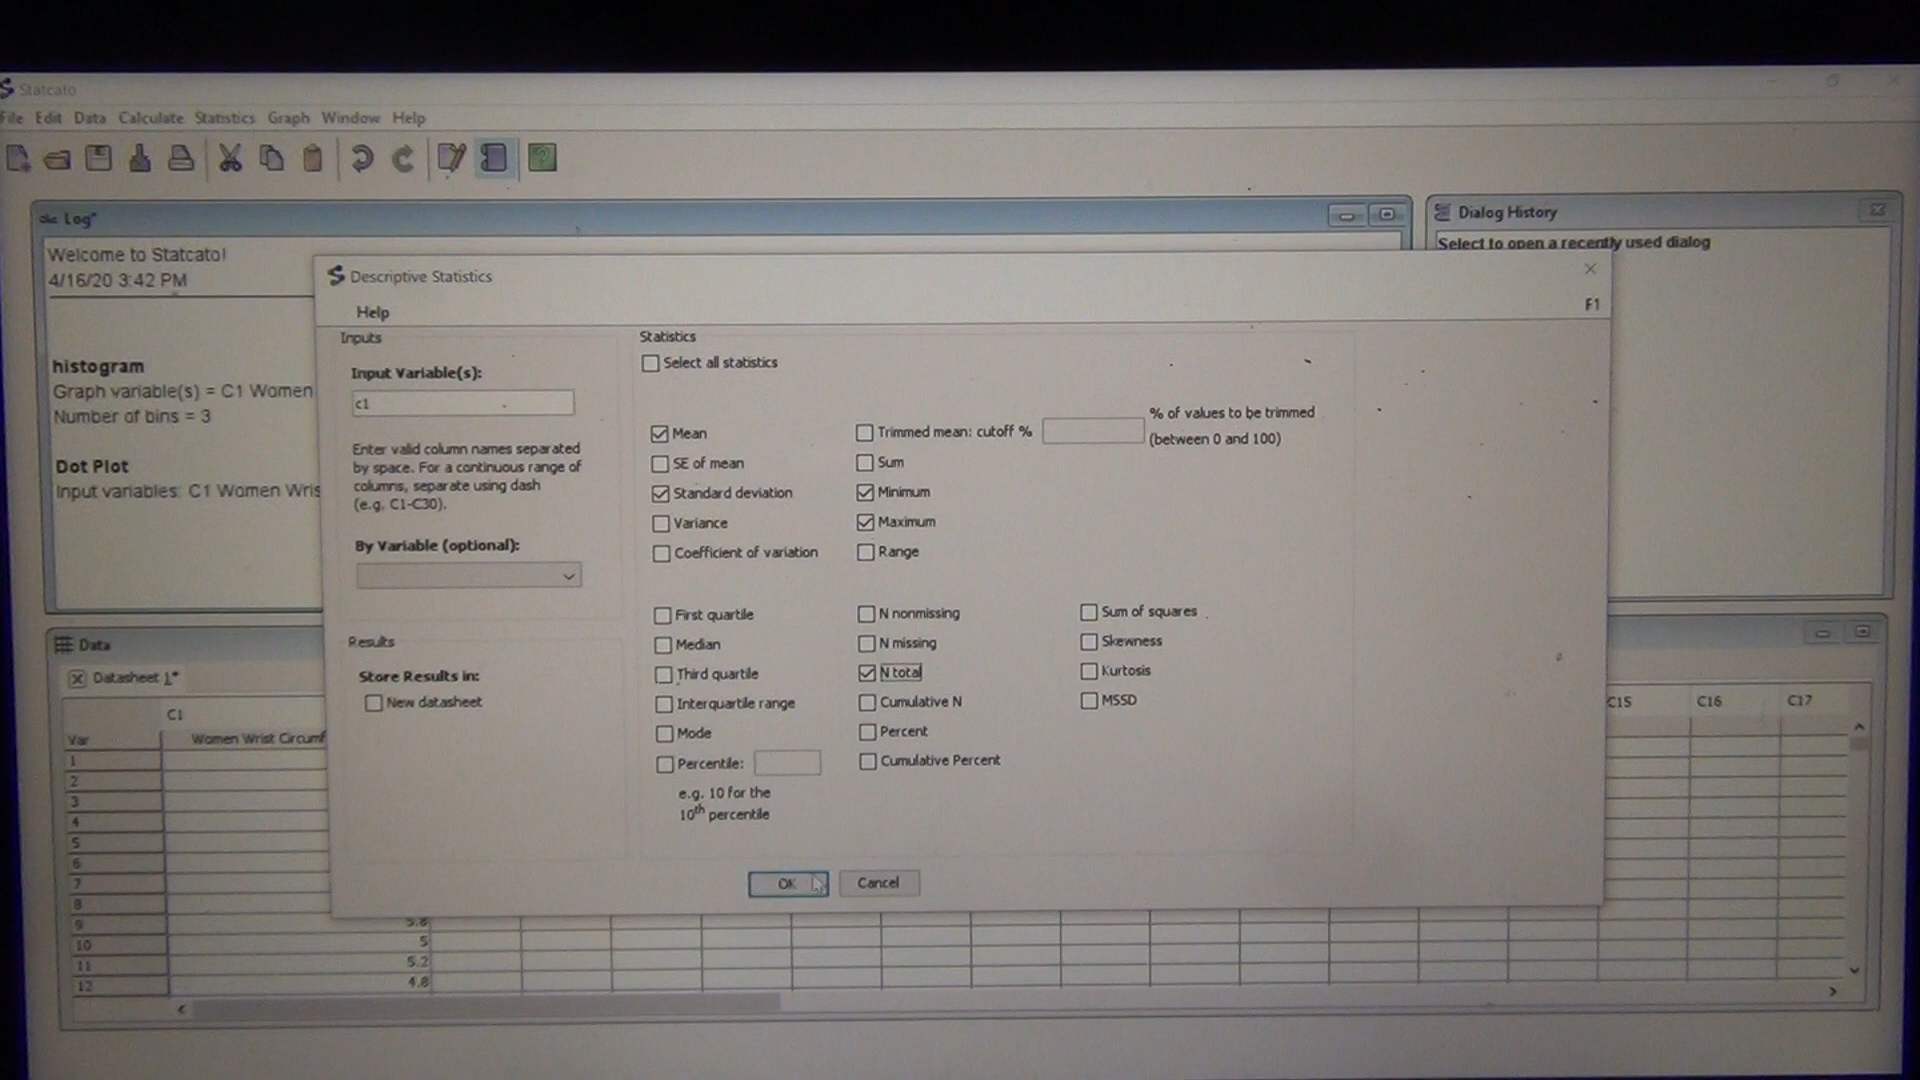 Statcato
File Edit Data Calculate Statistics Graph Window Help
Log*
Dialog History
Welcome to Statcato!
4/16/20 3:42 PM
Select to open a recently used dialog
histogram
Graph variable(s) = C1 Women
Number of bins = 3
Dot Plot
Input variables: C1 Women Wris
Descriptive Statistics
Help
F1
Inputs
Input Variable(s):
c1
Enter valid column names separated
by space. For a continuous range of
columns, separate using dash
(e.g. C1-C30).
By Variable (optional):
Results
Store Results in:
New datasheet
Statistics
Select all statistics
Mean
SE of mean
Standard deviation
Variance
Coefficient of variation
Trimmed mean: cutoff %
% of values to be trimmed
(between 0 and 100)
Sum
Minimum
Maximum
Range
First quartile
Median
Third quartile
Interquartile range
Mode
Percentile:
e.g. 10 for the
10th percentile
N nonmissing
N missing
N total
Cumulative N
Percent
Cumulative Percent
Sum of squares
Skewness
Kurtosis
MSSD
OK
Cancel
Data
Datasheet 1*
C1 C15 C16 C17
Var Women Wrist Circumf
1
2
3
4
5
6
7
8
9 5.8
10 5
11 5.2
12 4.8